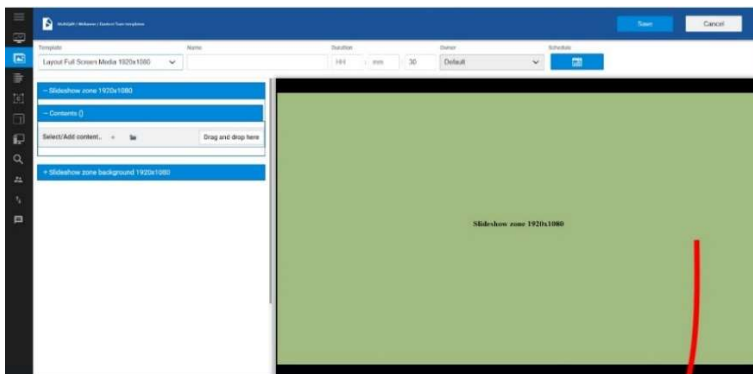 Save
Cancel
Template
Name
Duration
Owner
Schedule
Layout Full Screen Media 1920x1080
HH : mm : 30
Default
– Slideshow zone 1920x1080
– Contents ()
Select/Add content..
+
Drag and drop here
+ Slideshow zone background 1920x1080
Slideshow zone 1920x1080